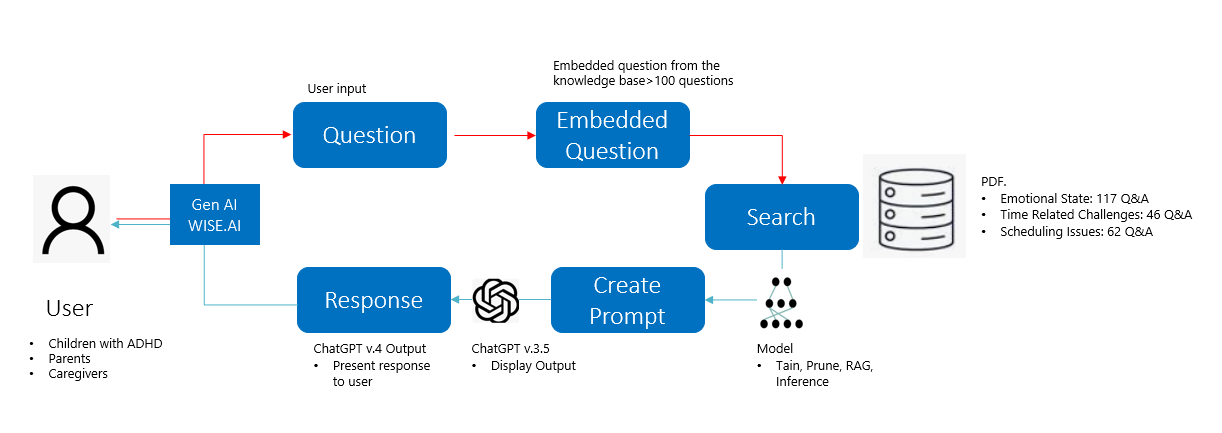 Embedded question from the
knowledge base>100 questions
User input
Question
Embedded
Question
Gen AI
WISE.AI
Search
PDF.
• Emotional State: 117 Q&A
• Time Related Challenges: 46 Q&A
• Scheduling Issues: 62 Q&A
User
• Children with ADHD
• Parents
• Caregivers
Response
Create
Prompt
ChatGPT v.4 Output
• Present response
to user
ChatGPT v.3.5
• Display Output
Model
• Tain, Prune, RAG,
Inference